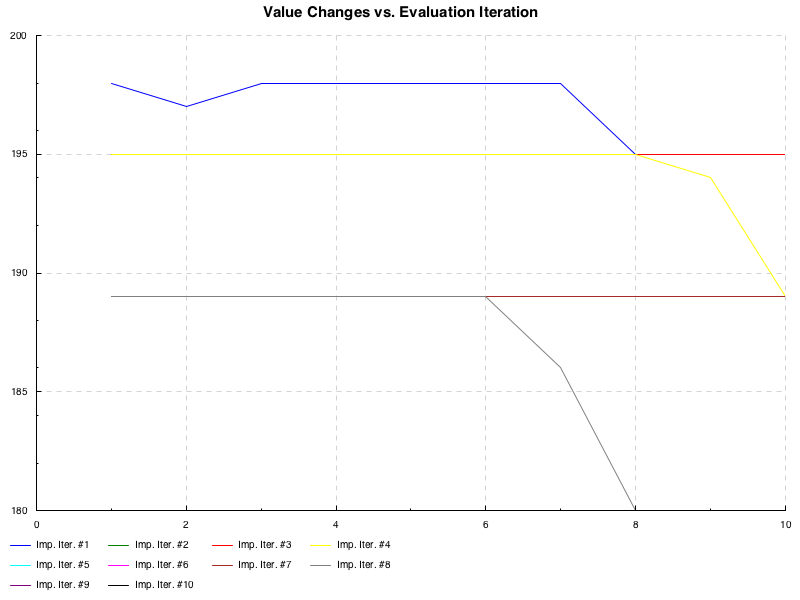 Value Changes vs. Evaluation Iteration
200
195
190
185
180
0 2 4 6 8 10
Imp. Iter. #1 Imp. Iter. #2 Imp. Iter. #3 Imp. Iter. #4
Imp. Iter. #5 Imp. Iter. #6 Imp. Iter. #7 Imp. Iter. #8
Imp. Iter. #9 Imp. Iter. #10